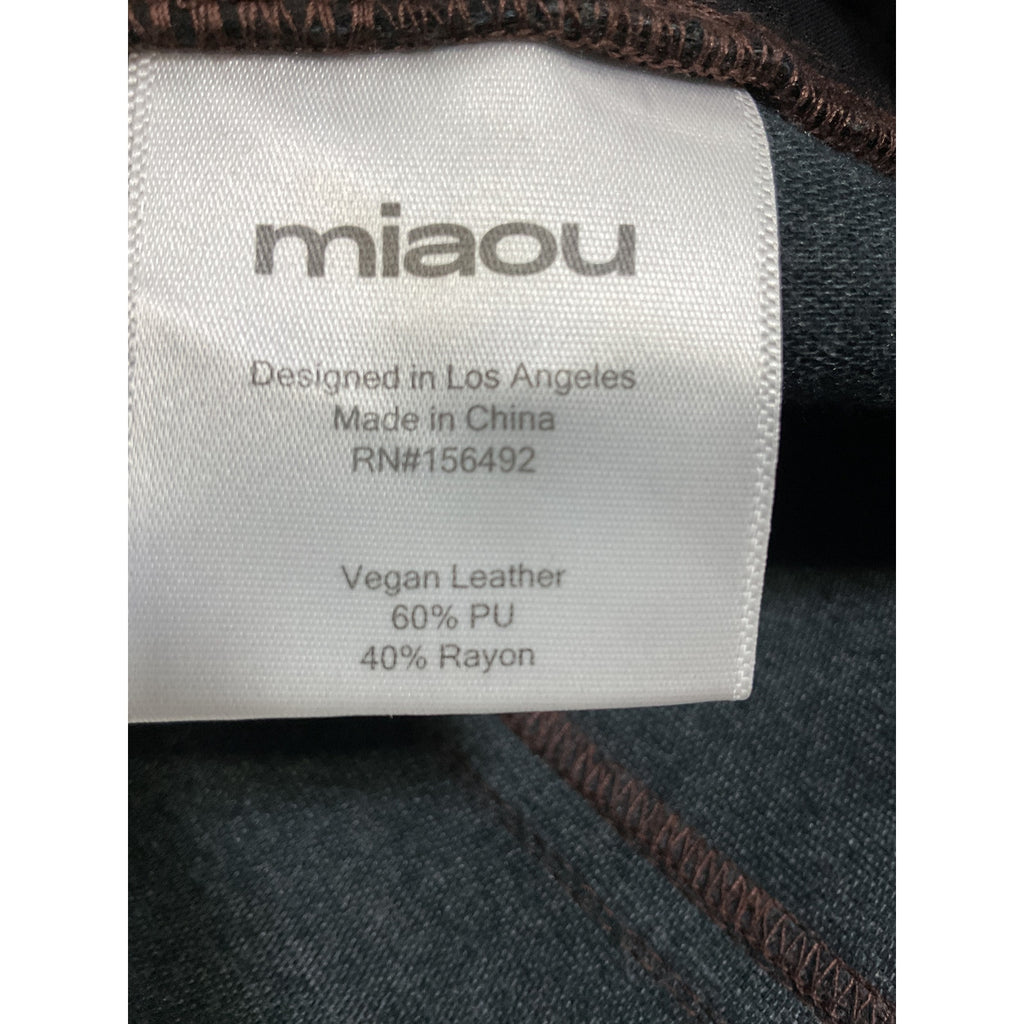 miaou
Designed in Los Angeles
Made in China
RN#156492
Vegan Leather
60% PU
40% Rayon